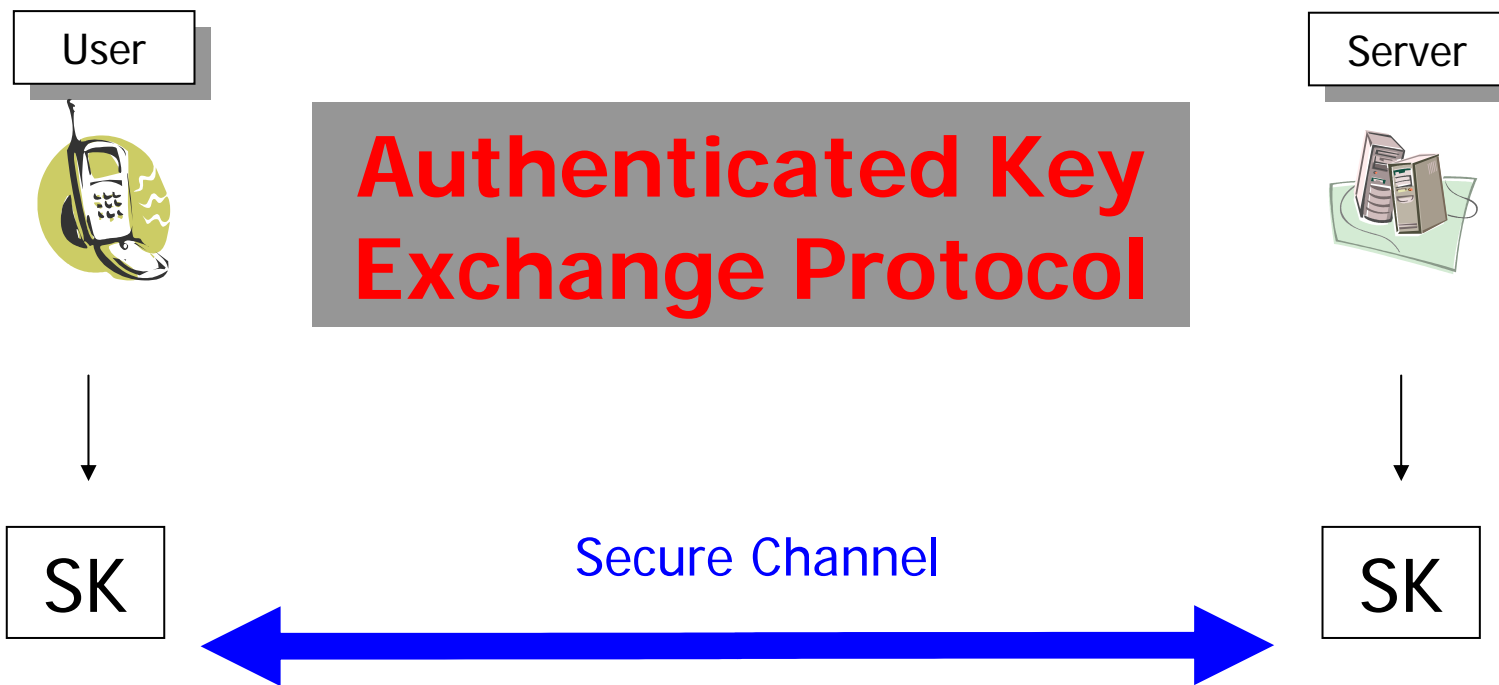 User
Server
Authenticated Key
Exchange Protocol
Secure Channel
SK
SK